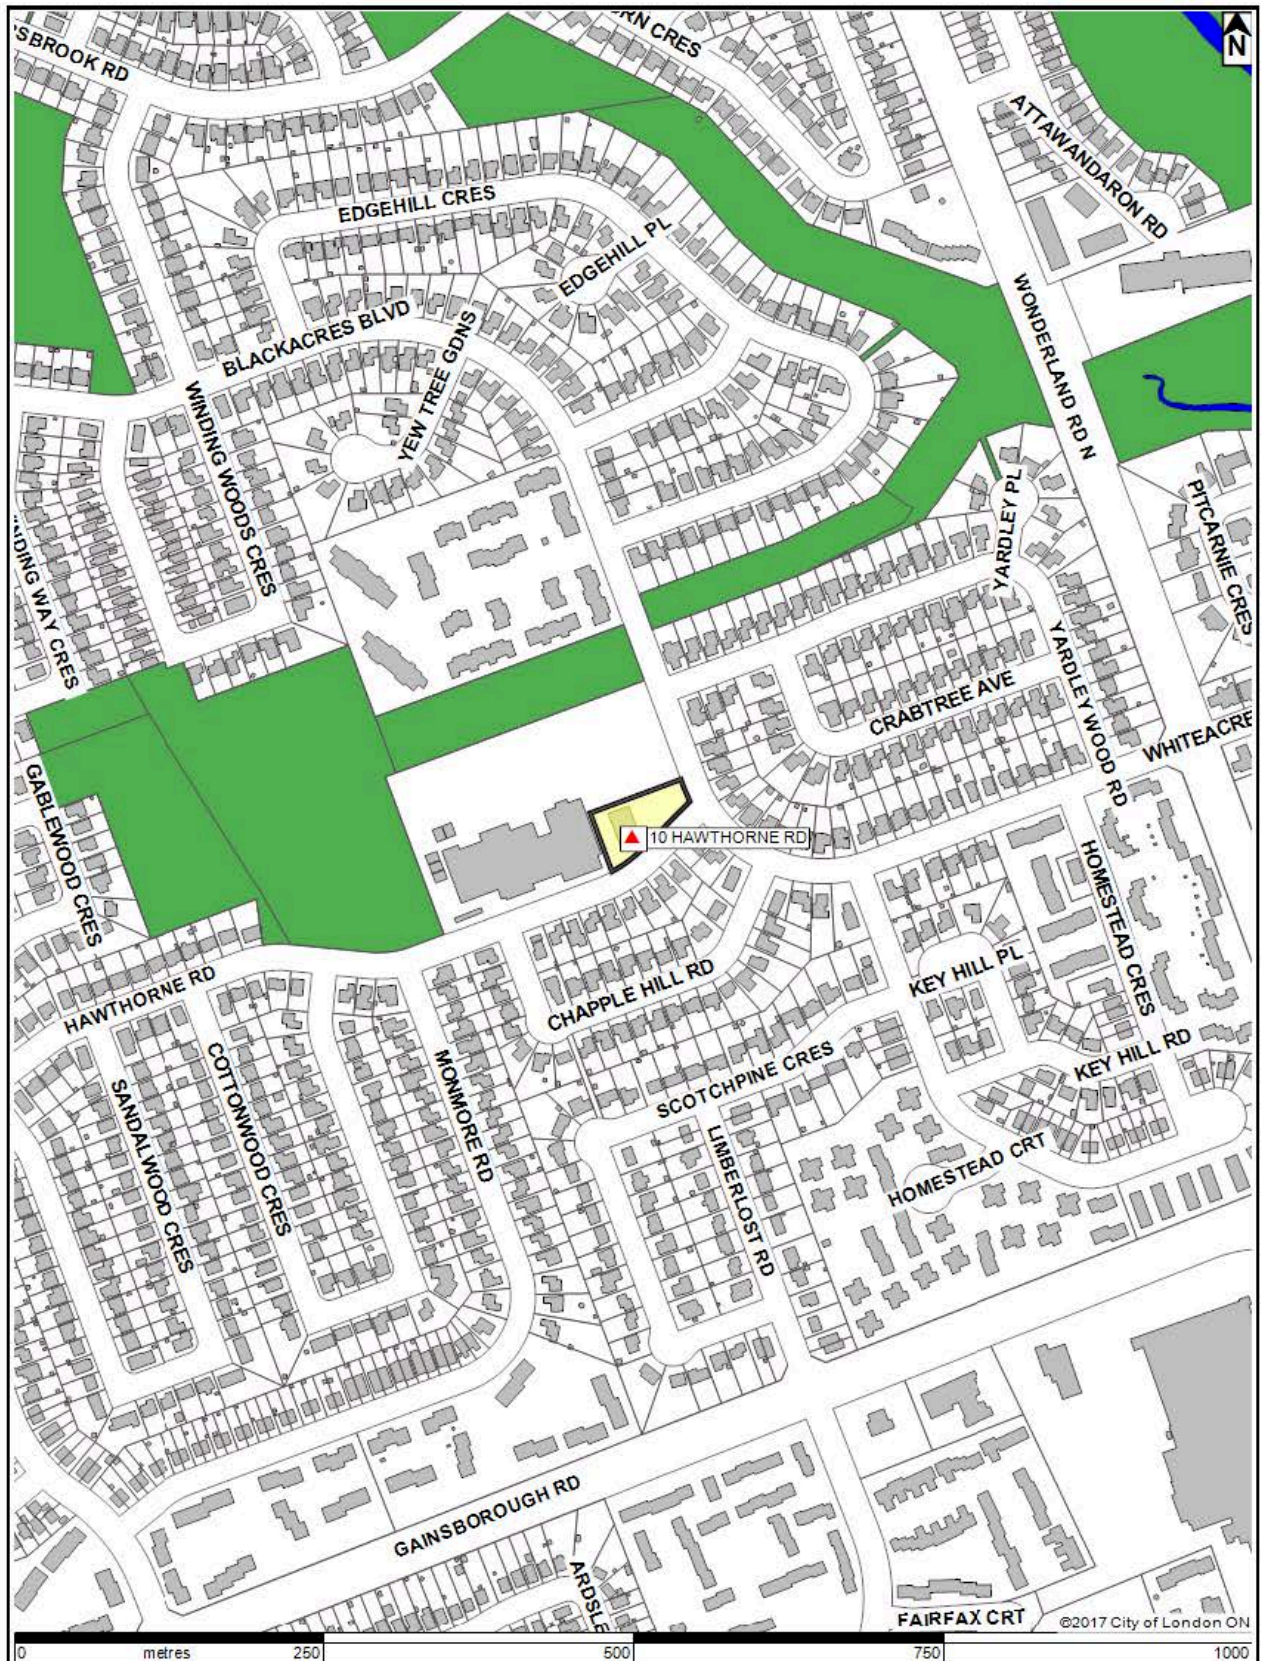 SBROOK RD
RN CRES
N
ATTAWANDARON RD
EDGEHILL CRES
EDGEHILL PL
WONDERLAND RD N
BLACKACRES BLVD
YEW TREE GDNS
WINDING WOODS CRES
YARDLEY PL
PITCARNIE CRES
NDING WAY CRES
YARDLEY WOOD RD
CRABTREE AVE
WHITEACRE
GABLEWOOD CRES
10 HAWTHORNE RD
HOMESTEAD CRES
HAWTHORNE RD
KEY HILL PL
CHAPPLE HILL RD
COTTONWOOD CRES
MONMORE RD
SCOTCHPINE CRES
KEY HILL RD
SANDALWOOD CRES
LIMBERLOST RD
HOMESTEAD CRT
GAINSBOROUGH RD
ARDSLE
FAIRFAX CRT
©2017 City of London ON
0 metres 250 500 750 1000